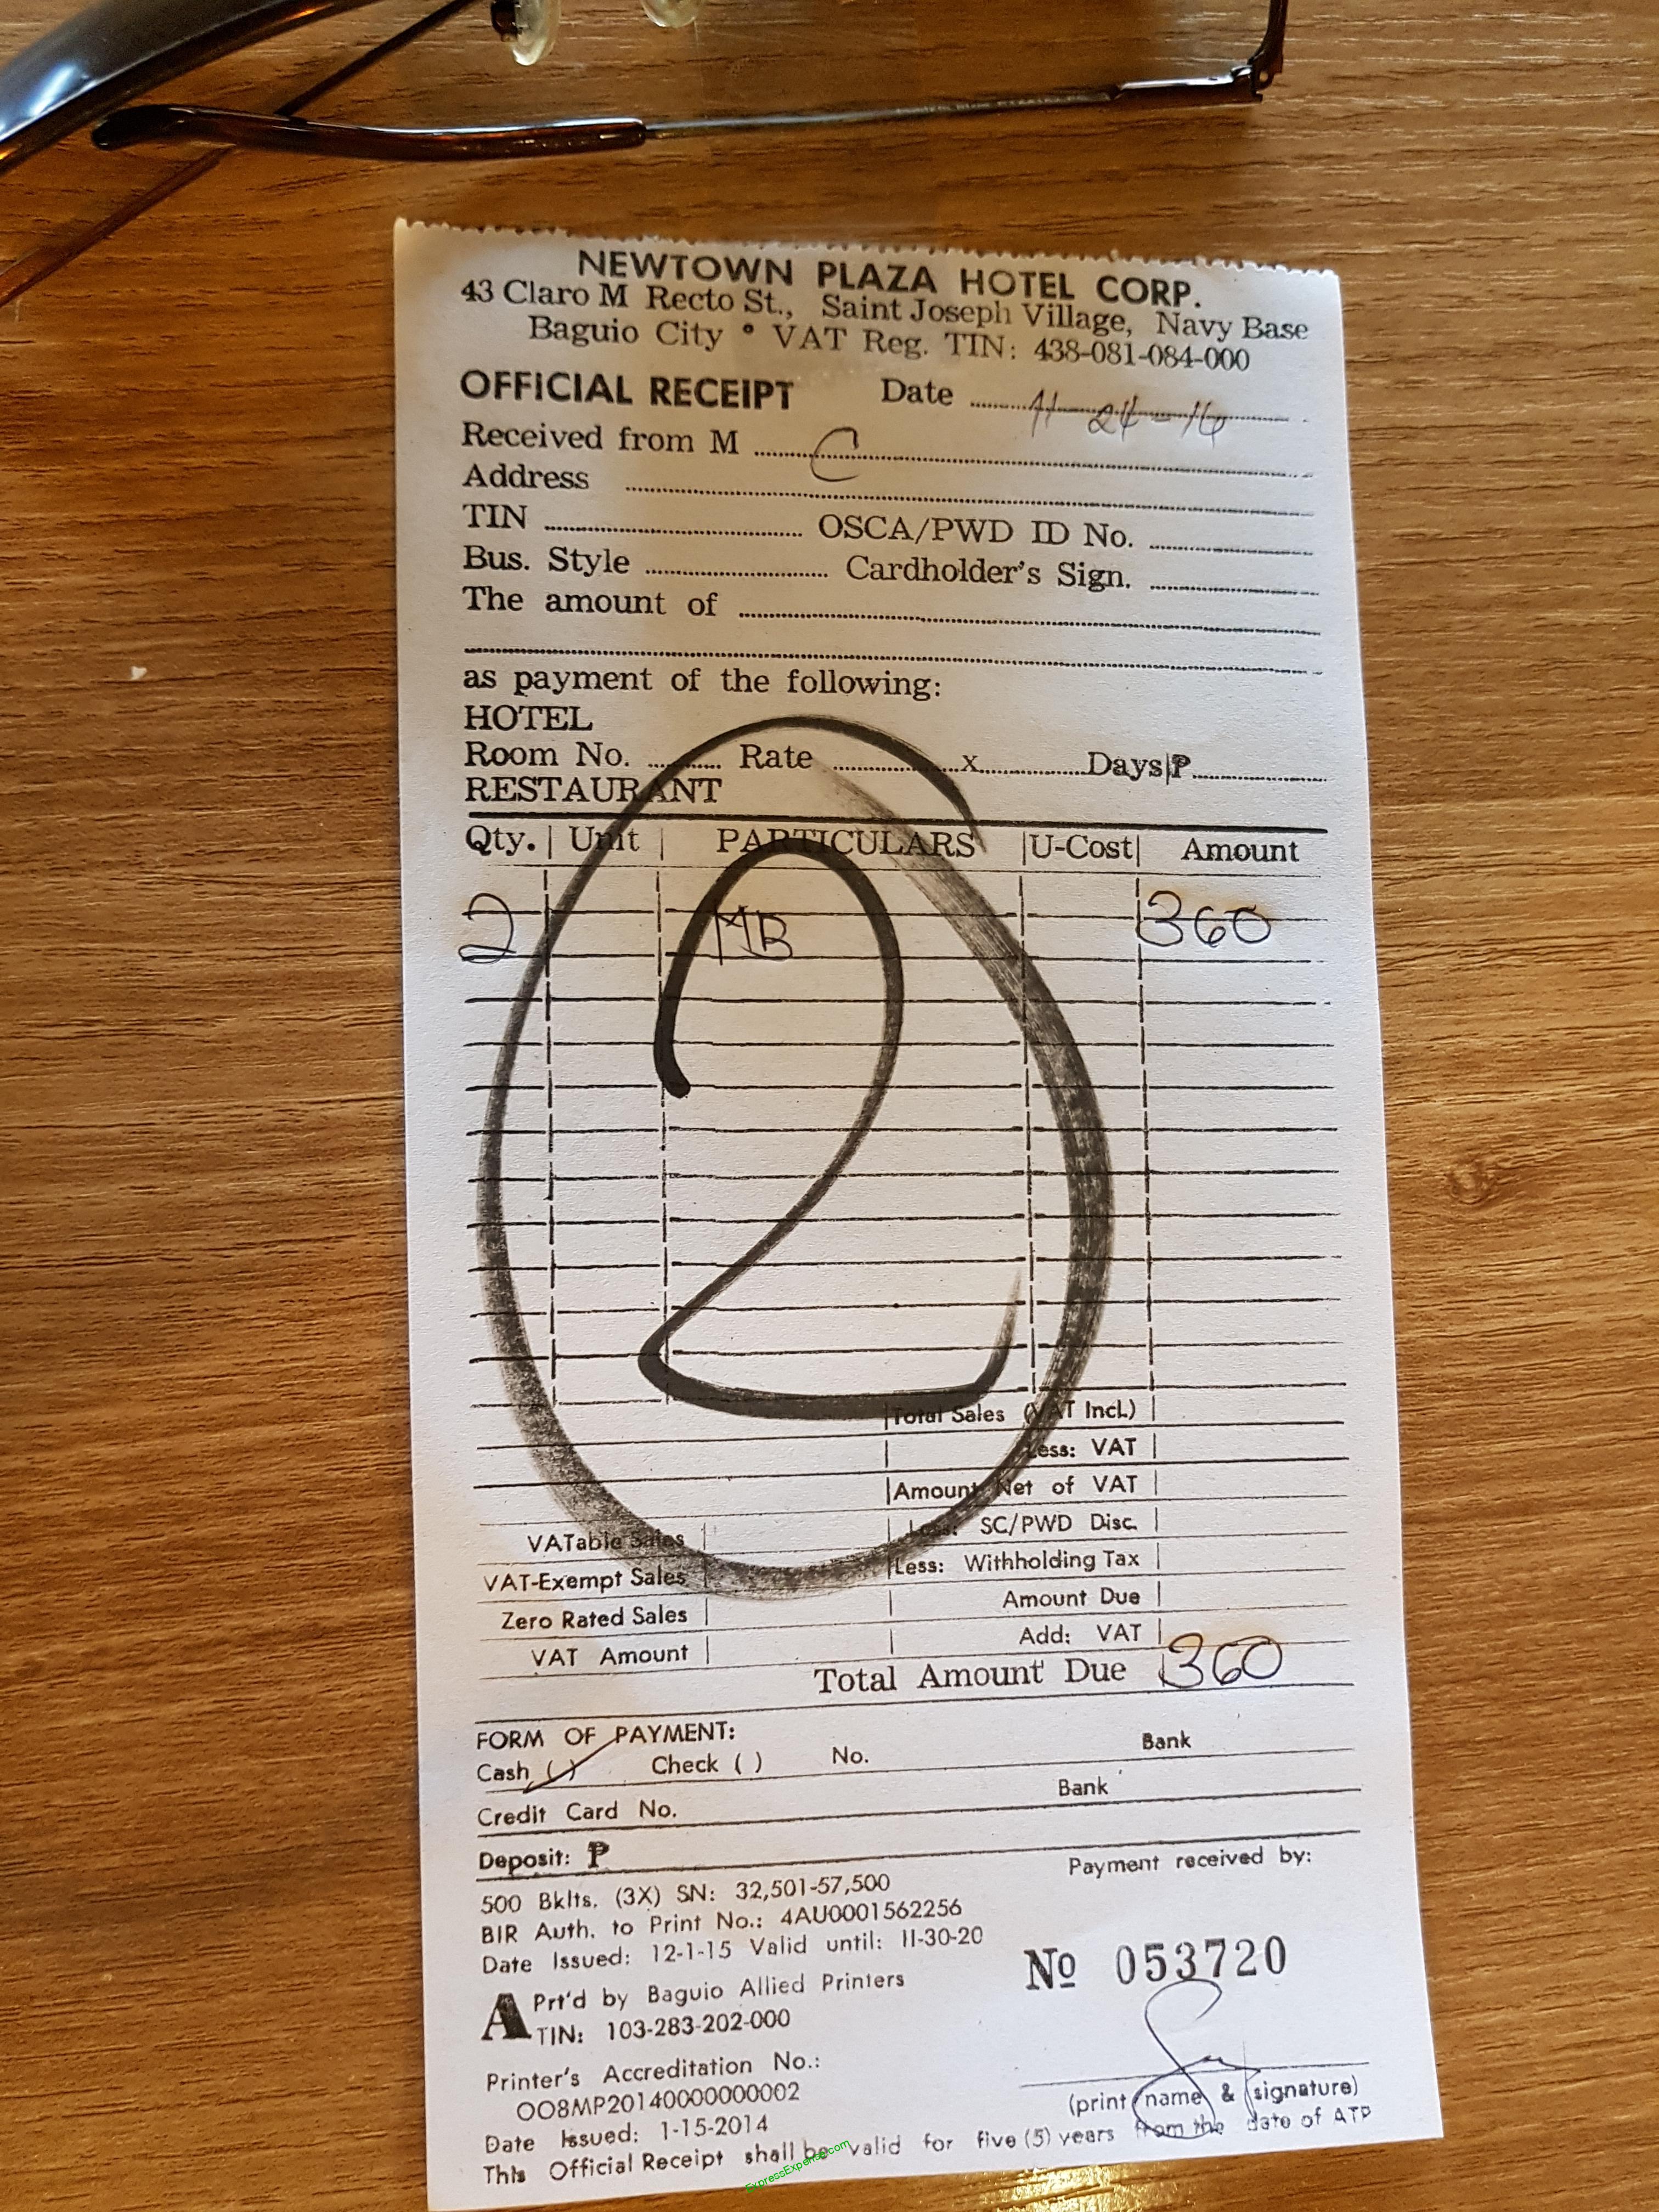 NEWTOWN PLAZA HOTEL CORP.
43 Claro M Recto St., Saint Joseph Village, Navy Base
Baguio City • VAT Reg. TIN: 438-081-084-000
OFFICIAL RECEIPT Date 11-24-16
Received from M C
Address
TIN OSCA/PWD ID No.
Bus. Style Cardholder's Sign.
The amount of
as payment of the following:
HOTEL
Room No. Rate x Days ₱
RESTAURANT
Qty. Unit PARTICULARS U-Cost Amount
2 MB 360
2
Total Sales (VAT Incl.)
Less: VAT
Amount Net of VAT
VATable Sales Less: SC/PWD Disc.
VAT-Exempt Sales Less: Withholding Tax
Zero Rated Sales Amount Due
VAT Amount Add: VAT
Total Amount Due 360
FORM OF PAYMENT:
Cash (/) Check ( ) No. Bank
Credit Card No. Bank
Deposit: ₱
Payment received by:
500 Bklts. (3X) SN: 32,501-57,500
BIR Auth. to Print No.: 4AU0001562256
Date Issued: 12-1-15 Valid until: 11-30-20
№ 053720
A Prt'd by Baguio Allied Printers
TIN: 103-283-202-000
Printer's Accreditation No.:
OO8MP20140000000002
(print name & signature)
Date Issued: 1-15-2014
This Official Receipt shall be valid for five (5) years from the date of ATP
ExpressExpense.com